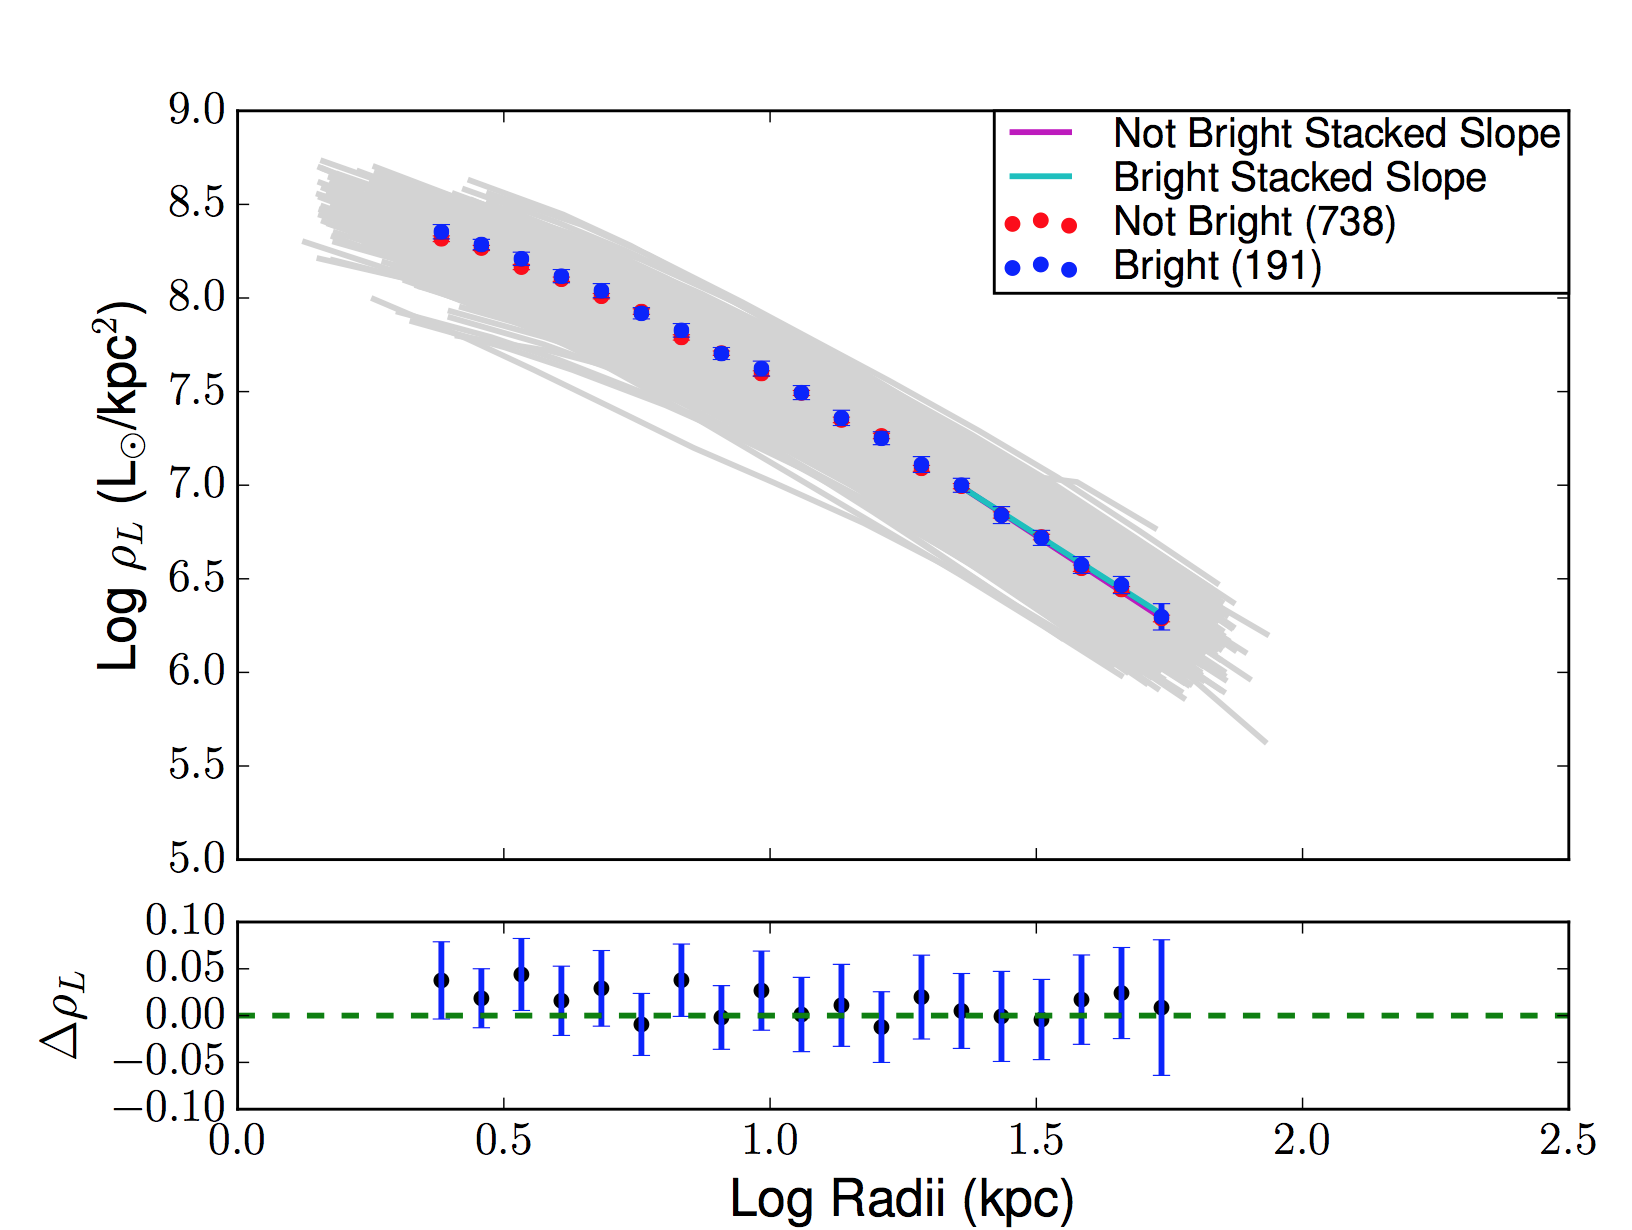 9.0
8.5
8.0
7.5
7.0
6.5
6.0
5.5
5.0
Log ρL (L⊙/kpc²)
Not Bright Stacked Slope
Bright Stacked Slope
Not Bright (738)
Bright (191)
0.10
0.05
0.00
−0.05
−0.10
ΔρL
0.0 0.5 1.0 1.5 2.0 2.5
Log Radii (kpc)